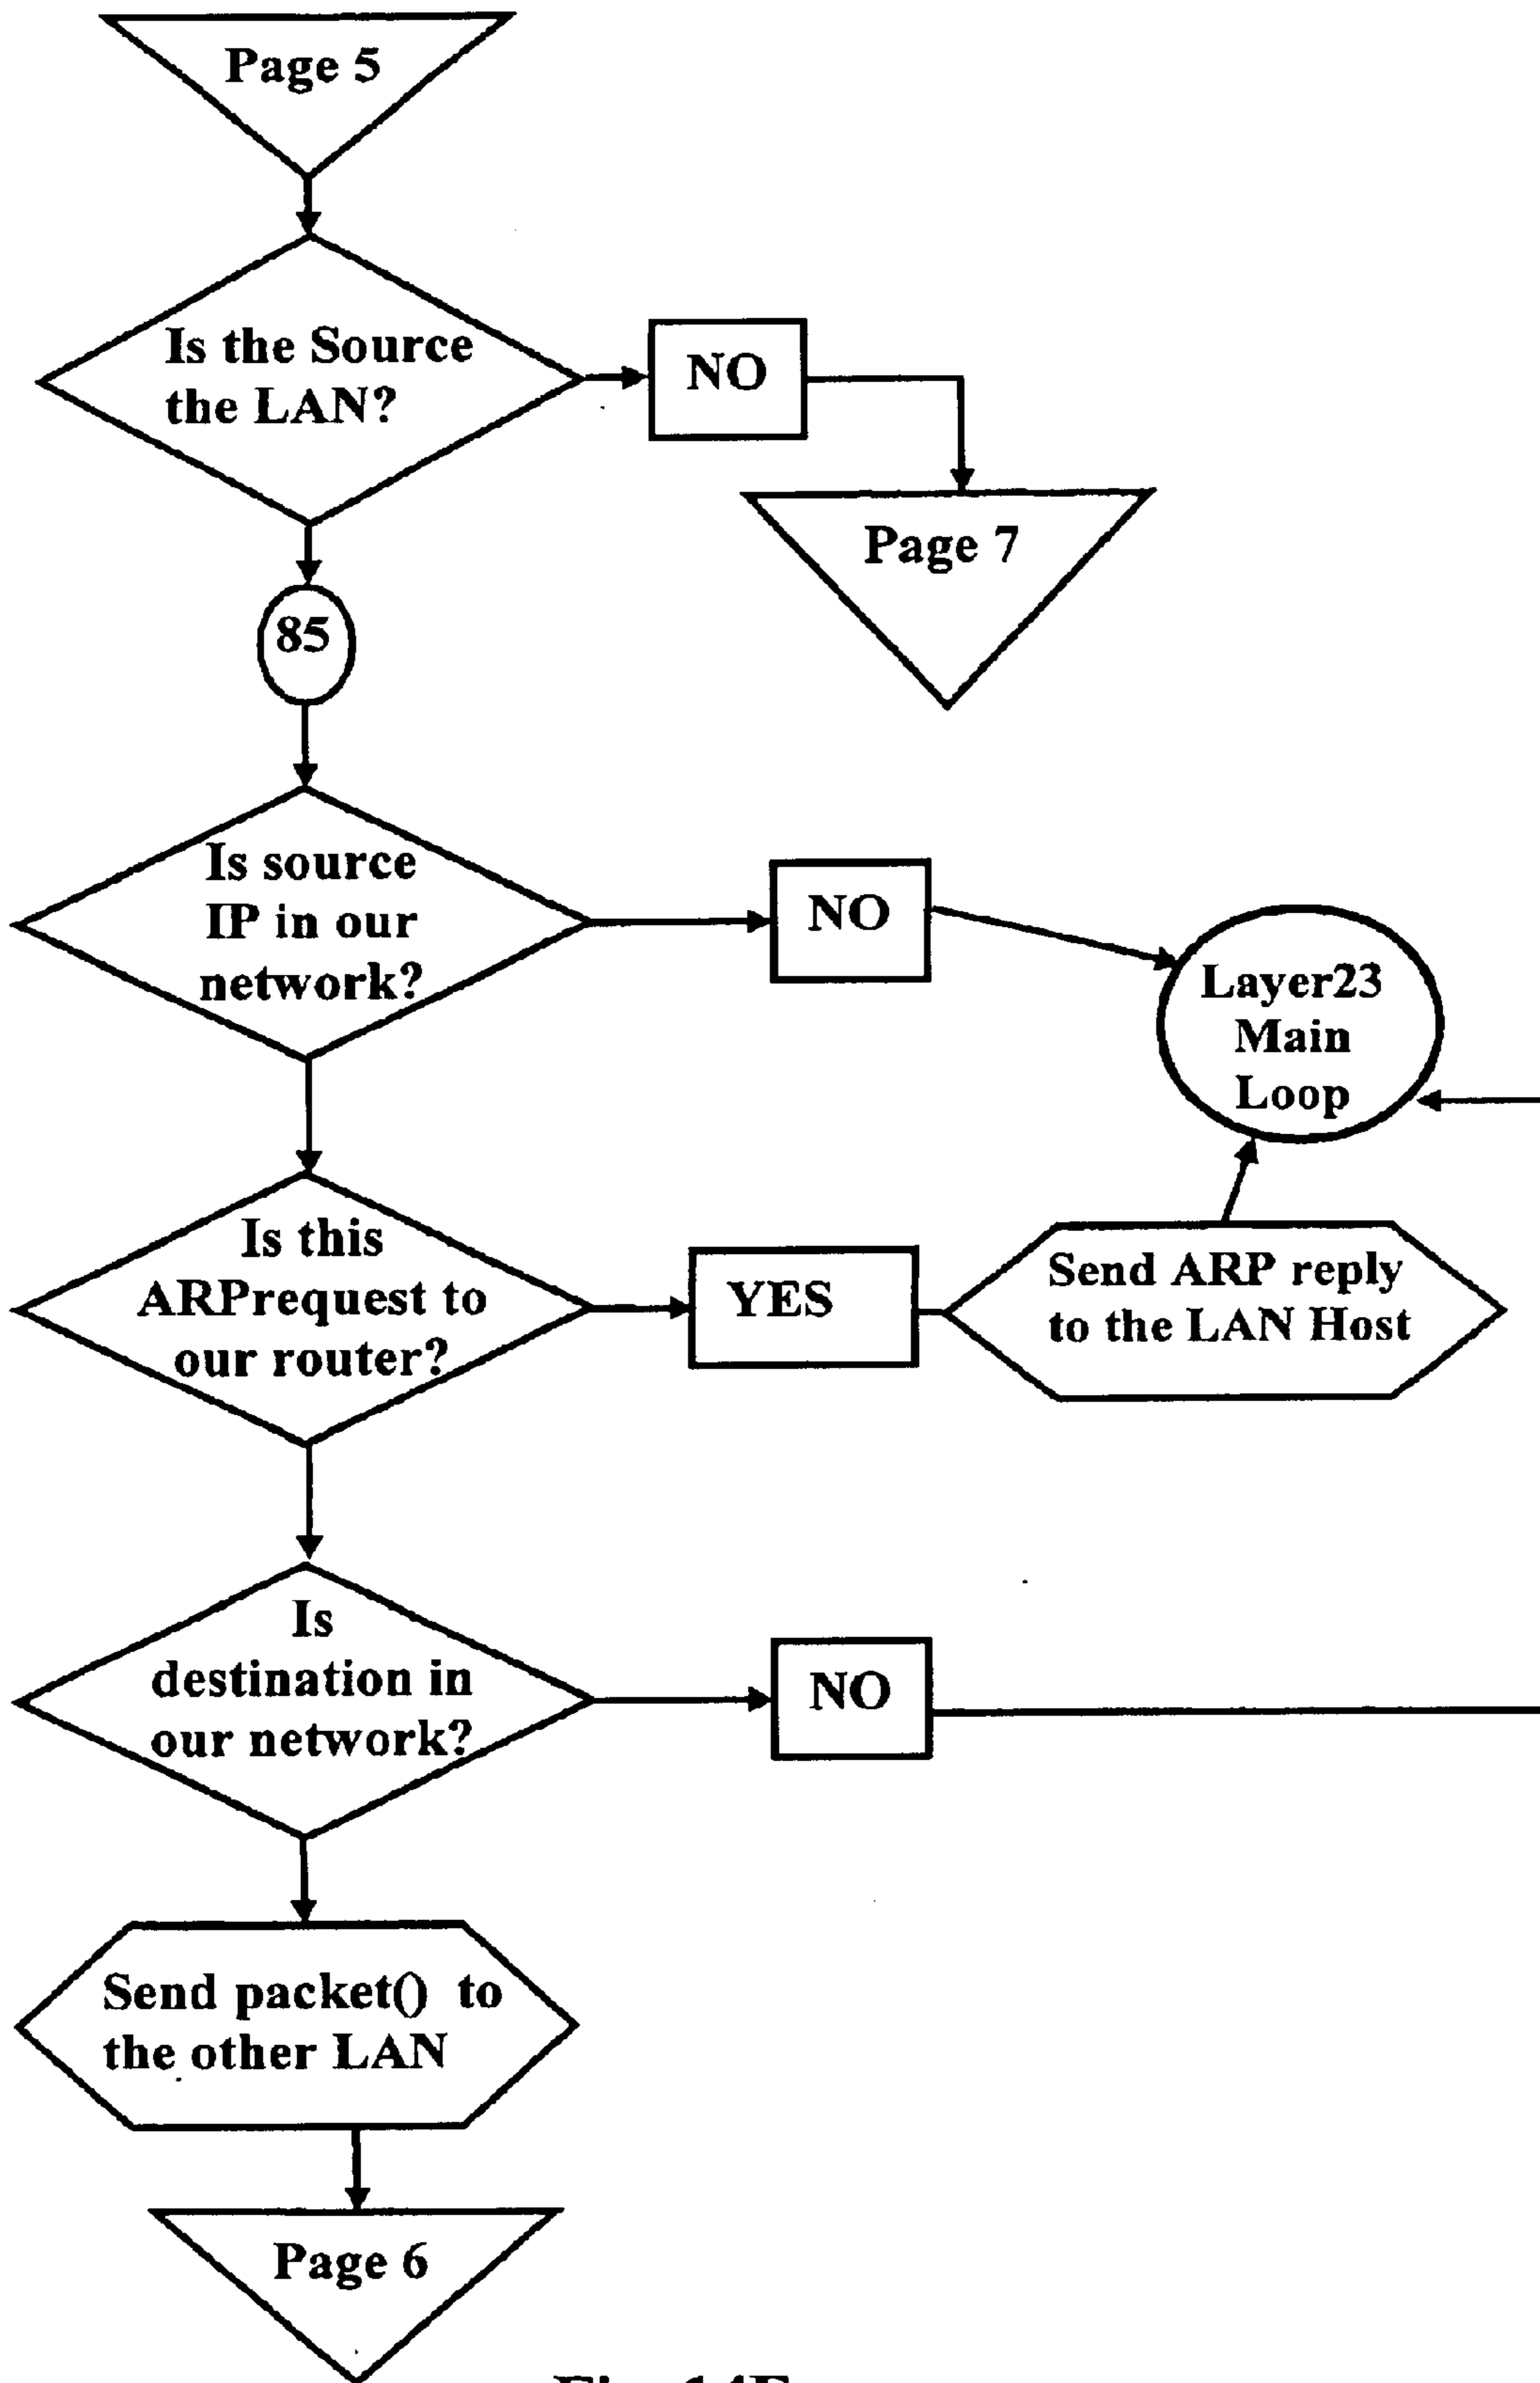 Page 5
Is the Source
the LAN?
NO
Page 7
85
Is source
IP in our
network?
NO
Layer23
Main
Loop
Is this
ARPrequest to
our router?
YES
Send ARP reply
to the LAN Host
Is
destination in
our network?
NO
Send packet() to
the other LAN
Page 6